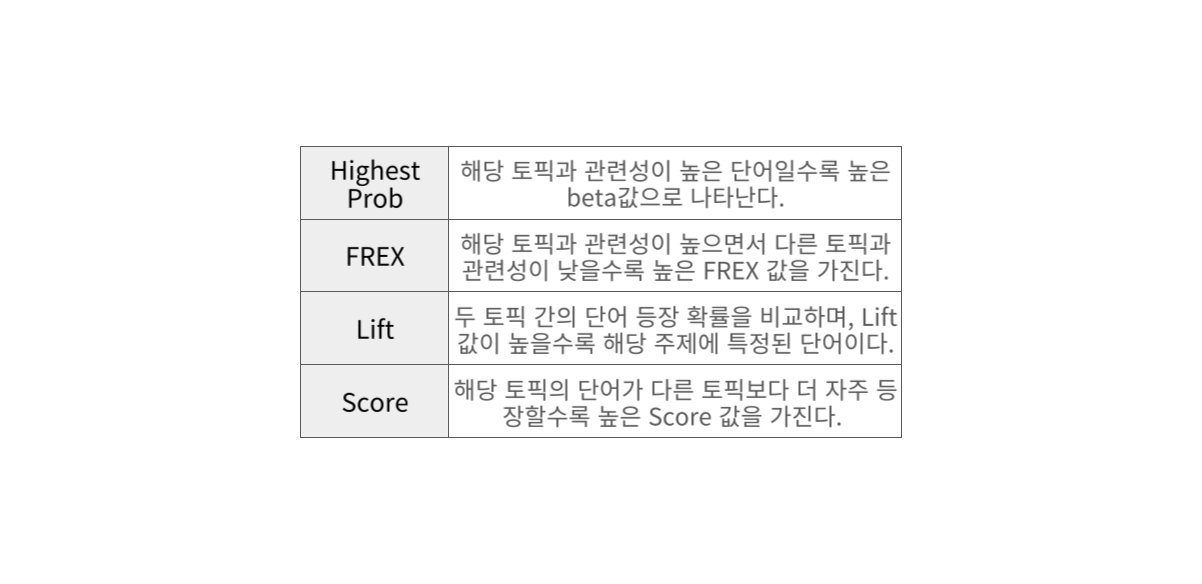 Highest
Prob
해당 토픽과 관련성이 높은 단어일수록 높은
beta값으로 나타난다.
FREX
해당 토픽과 관련성이 높으면서 다른 토픽과
관련성이 낮을수록 높은 FREX 값을 가진다.
Lift
두 토픽 간의 단어 등장 확률을 비교하며, Lift
값이 높을수록 해당 주제에 특정된 단어이다.
Score
해당 토픽의 단어가 다른 토픽보다 더 자주 등
장할수록 높은 Score 값을 가진다.